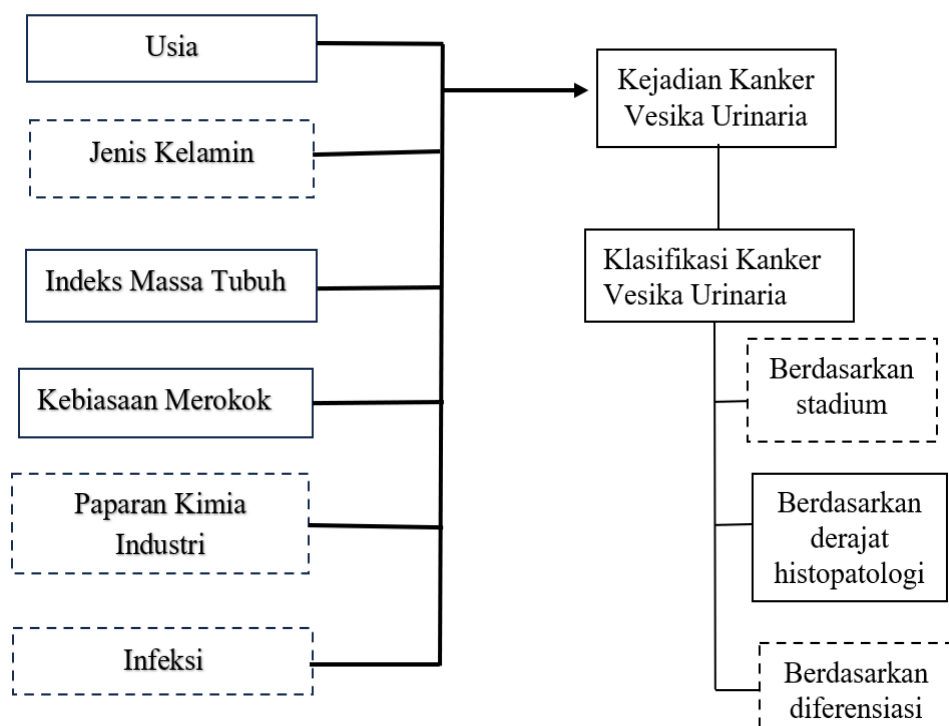 Usia
Jenis Kelamin
Indeks Massa Tubuh
Kebiasaan Merokok
Paparan Kimia
Industri
Infeksi
Kejadian Kanker
Vesika Urinaria
Klasifikasi Kanker
Vesika Urinaria
Berdasarkan
stadium
Berdasarkan
derajat
histopatologi
Berdasarkan
diferensiasi